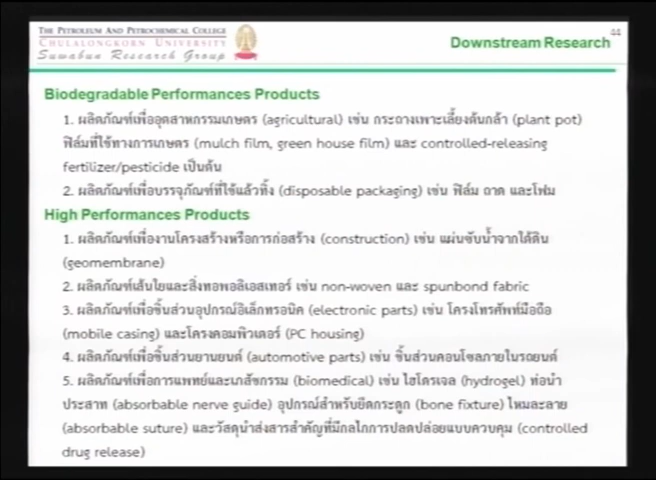 THE PETROLEUM AND PETROCHEMICAL COLLEGE
CHULALONGKORN UNIVERSITY
Suwabun Research Group
44
Downstream Research
Biodegradable Performances Products
1. ผลิตภัณฑ์เพื่ออุตสาหกรรมเกษตร (agricultural) เช่น กระถางเพาะเลี้ยงต้นกล้า (plant pot)
ฟิล์มที่ใช้ทางการเกษตร (mulch film, green house film) และ controlled-releasing
fertilizer/pesticide เป็นต้น
2. ผลิตภัณฑ์เพื่อบรรจุภัณฑ์ที่ใช้แล้วทิ้ง (disposable packaging) เช่น ฟิล์ม ถาด และโฟม
High Performances Products
1. ผลิตภัณฑ์เพื่องานโครงสร้างหรือการก่อสร้าง (construction) เช่น แผ่นซับน้ำจากใต้ดิน
(geomembrane)
2. ผลิตภัณฑ์เส้นใยและสิ่งทอพอลิเอสเทอร์ เช่น non-woven และ spunbond fabric
3. ผลิตภัณฑ์เพื่อชิ้นส่วนอุปกรณ์อิเล็กทรอนิค (electronic parts) เช่น โครงโทรศัพท์มือถือ
(mobile casing) และโครงคอมพิวเตอร์ (PC housing)
4. ผลิตภัณฑ์เพื่อชิ้นส่วนยานยนต์ (automotive parts) เช่น ชิ้นส่วนคอนโซลภายในรถยนต์
5. ผลิตภัณฑ์เพื่อการแพทย์และเภสัชกรรม (biomedical) เช่น ไฮโดรเจล (hydrogel) ท่อนำ
ประสาท (absorbable nerve guide) อุปกรณ์สำหรับยึดกระดูก (bone fixture) ไหมละลาย
(absorbable suture) และวัสดุนำส่งสารสำคัญที่มีกลไกการปลดปล่อยแบบควบคุม (controlled
drug release)